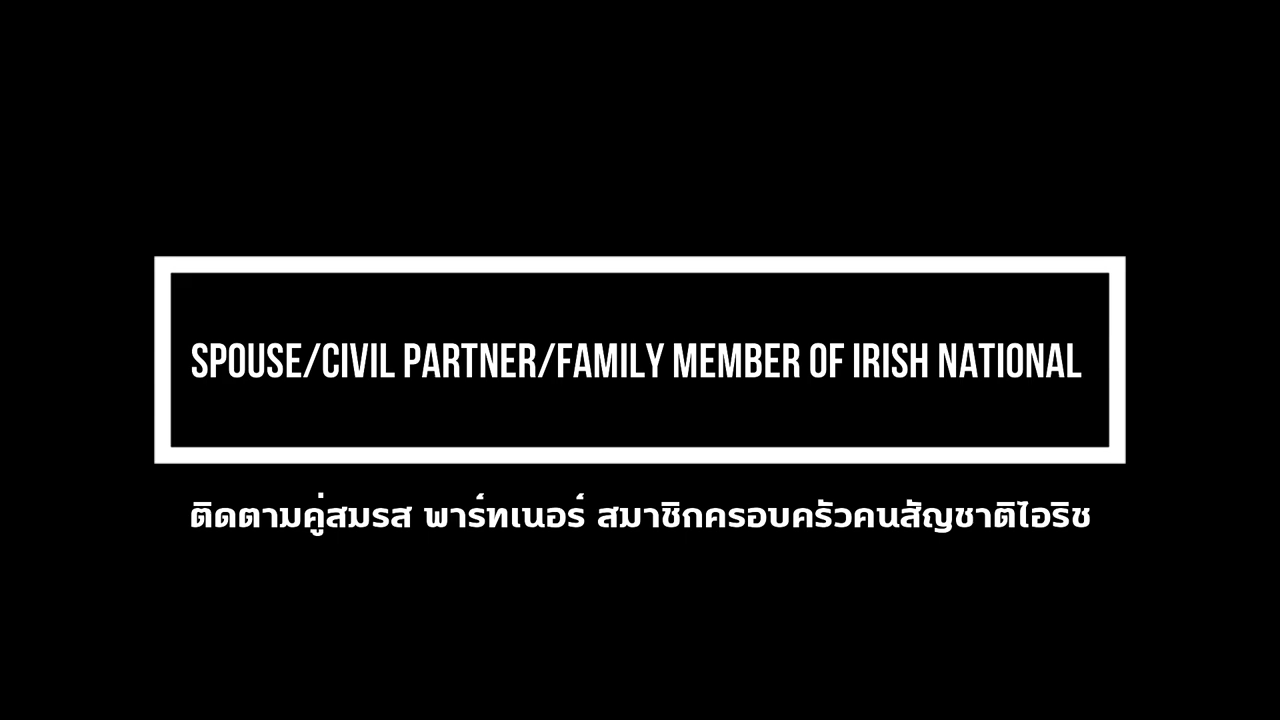 SPOUSE/CIVIL PARTNER/FAMILY MEMBER OF IRISH NATIONAL
ติดตามคู่สมรส พาร์ทเนอร์ สมาชิกครอบครัวคนสัญชาติไอริช